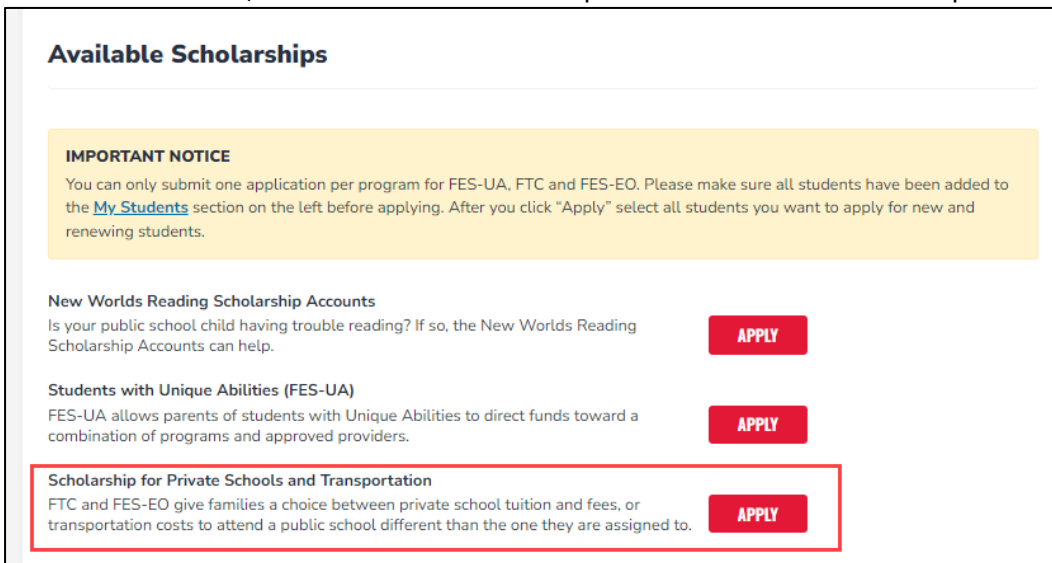 Available Scholarships
IMPORTANT NOTICE
You can only submit one application per program for FES-UA, FTC and FES-EO. Please make sure all students have been added to
the My Students section on the left before applying. After you click “Apply” select all students you want to apply for new and
renewing students.
New Worlds Reading Scholarship Accounts
Is your public school child having trouble reading? If so, the New Worlds Reading
Scholarship Accounts can help.
APPLY
Students with Unique Abilities (FES-UA)
FES-UA allows parents of students with Unique Abilities to direct funds toward a
combination of programs and approved providers.
APPLY
Scholarship for Private Schools and Transportation
FTC and FES-EO give families a choice between private school tuition and fees, or
transportation costs to attend a public school different than the one they are assigned to.
APPLY